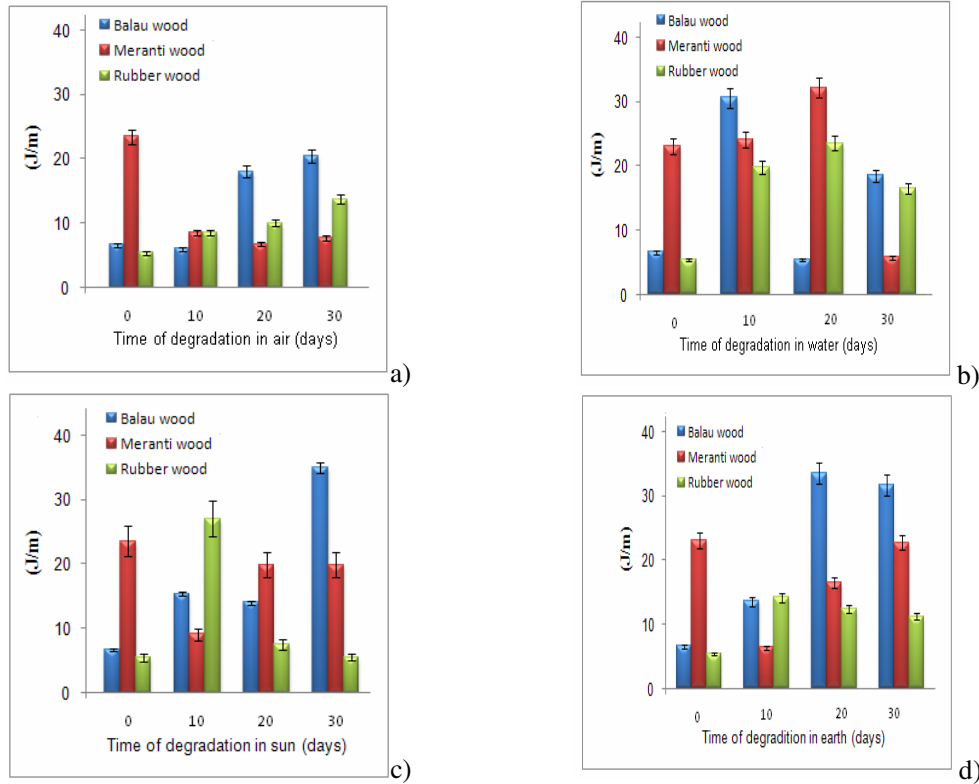 Balau wood
Meranti wood
Rubber wood
(J/m)
40
30
20
10
0
0 10 20 30
Time of degradation in air (days)
a)
Balau wood
Meranti wood
Rubber wood
(J/m)
40
30
20
10
0
0 10 20 30
Time of degradation in water (days)
b)
Balau wood
Meranti wood
Rubber wood
(J/m)
40
30
20
10
0
0 10 20 30
Time of degradation in sun (days)
c)
Balau wood
Meranti wood
Rubber wood
(J/m)
40
30
20
10
0
0 10 20 30
Time of degradition in earth (days)
d)